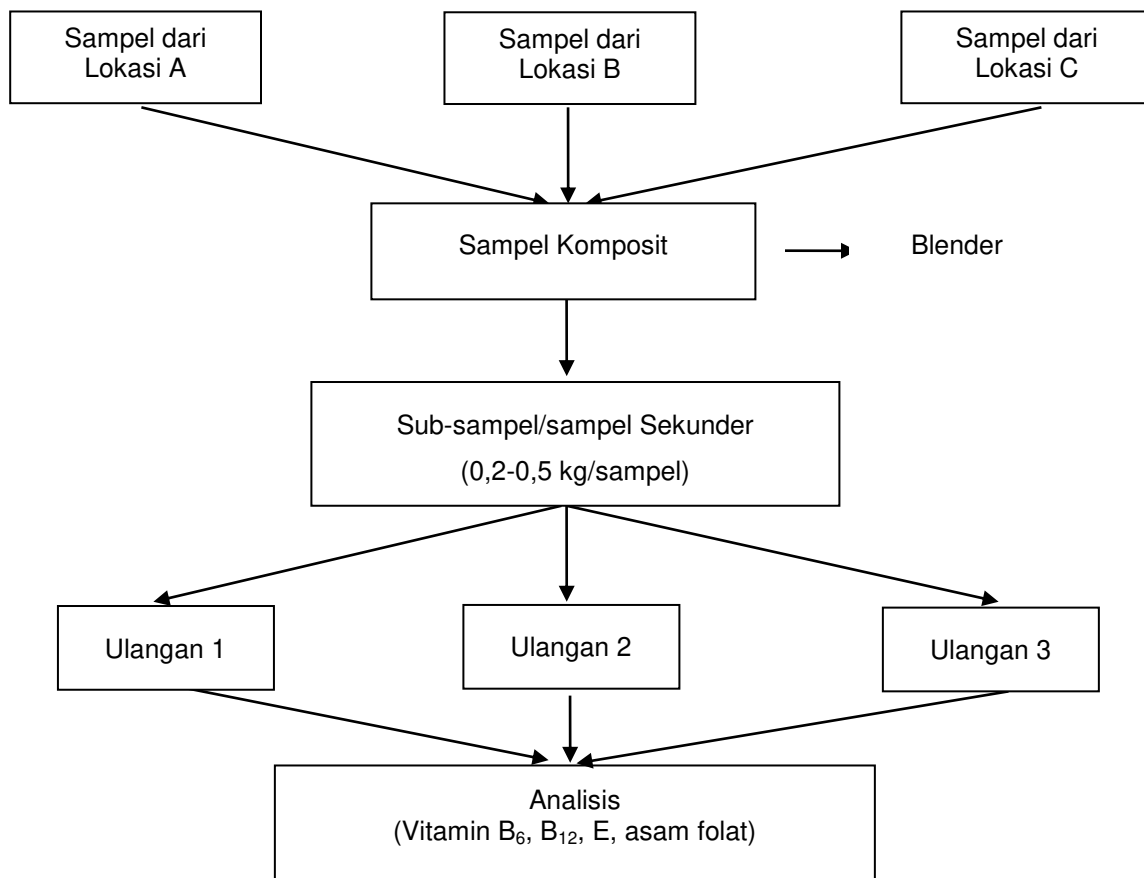 Sampel dari
Lokasi A
Sampel dari
Lokasi B
Sampel dari
Lokasi C
Sampel Komposit
Blender
Sub-sampel/sampel Sekunder
(0,2-0,5 kg/sampel)
Ulangan 1
Ulangan 2
Ulangan 3
Analisis
(Vitamin B₆, B₁₂, E, asam folat)